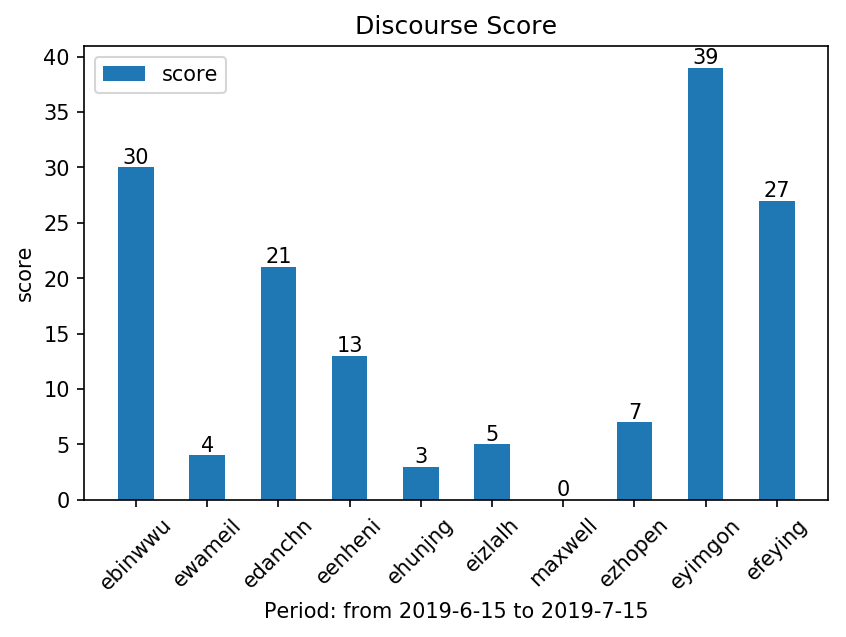 Discourse Score
score
40
35
30
25
20
15
10
5
0
score
30
4
21
13
3
5
0
7
39
27
ebinwwu
ewameil
edanchn
eenheni
ehunjng
eizlalh
maxwell
ezhopen
eyimgon
efeying
Period: from 2019-6-15 to 2019-7-15